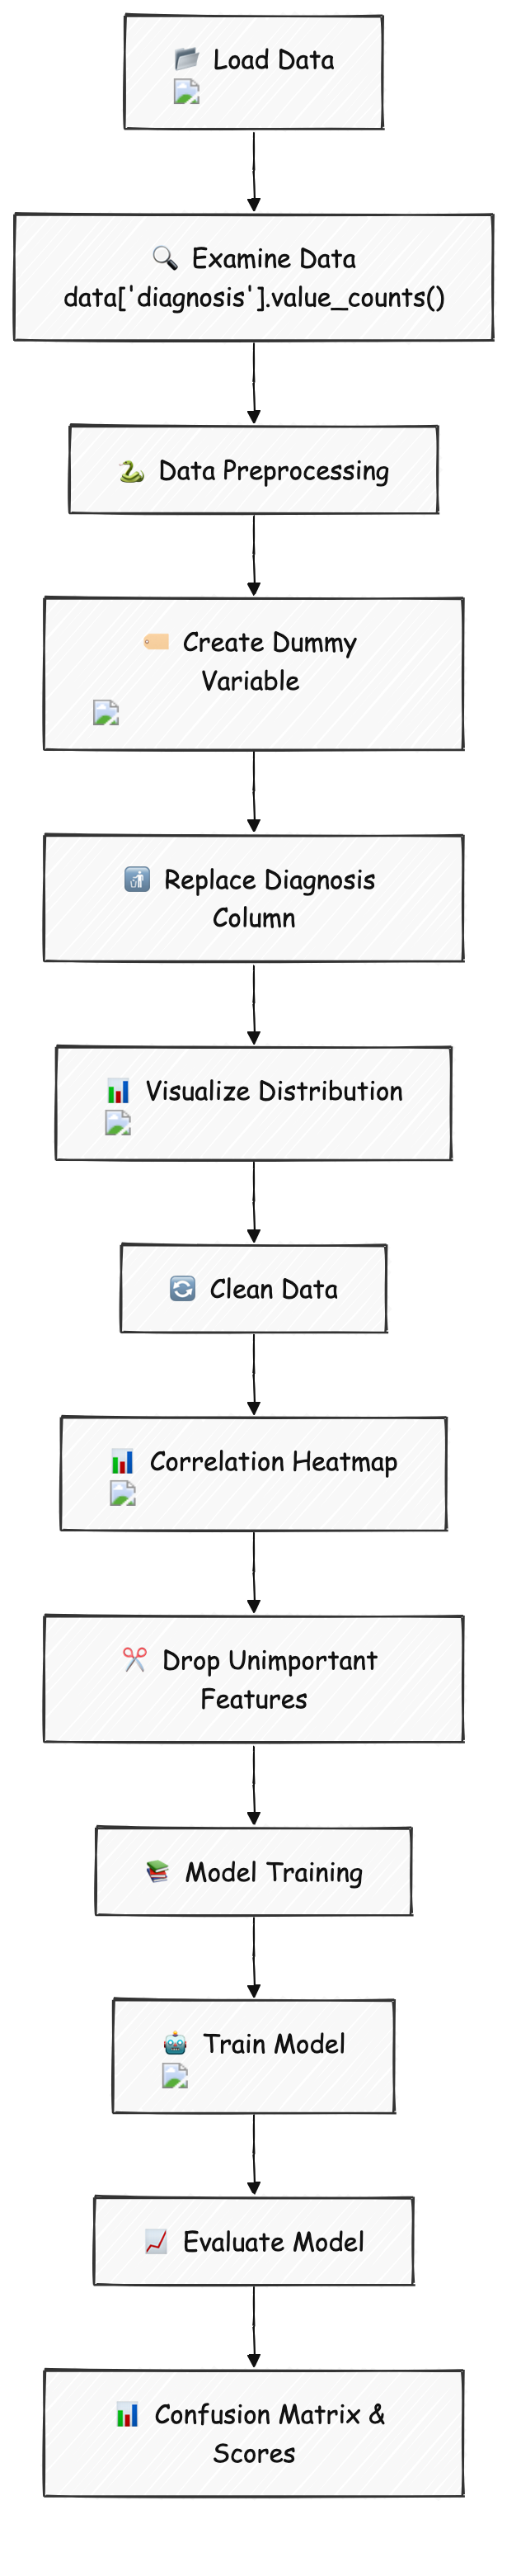 Load Data
Examine Data
data['diagnosis'].value_counts()
Data Preprocessing
Create Dummy
Variable
Replace Diagnosis
Column
Visualize Distribution
Clean Data
Correlation Heatmap
Drop Unimportant
Features
Model Training
Train Model
Evaluate Model
Confusion Matrix &
Scores